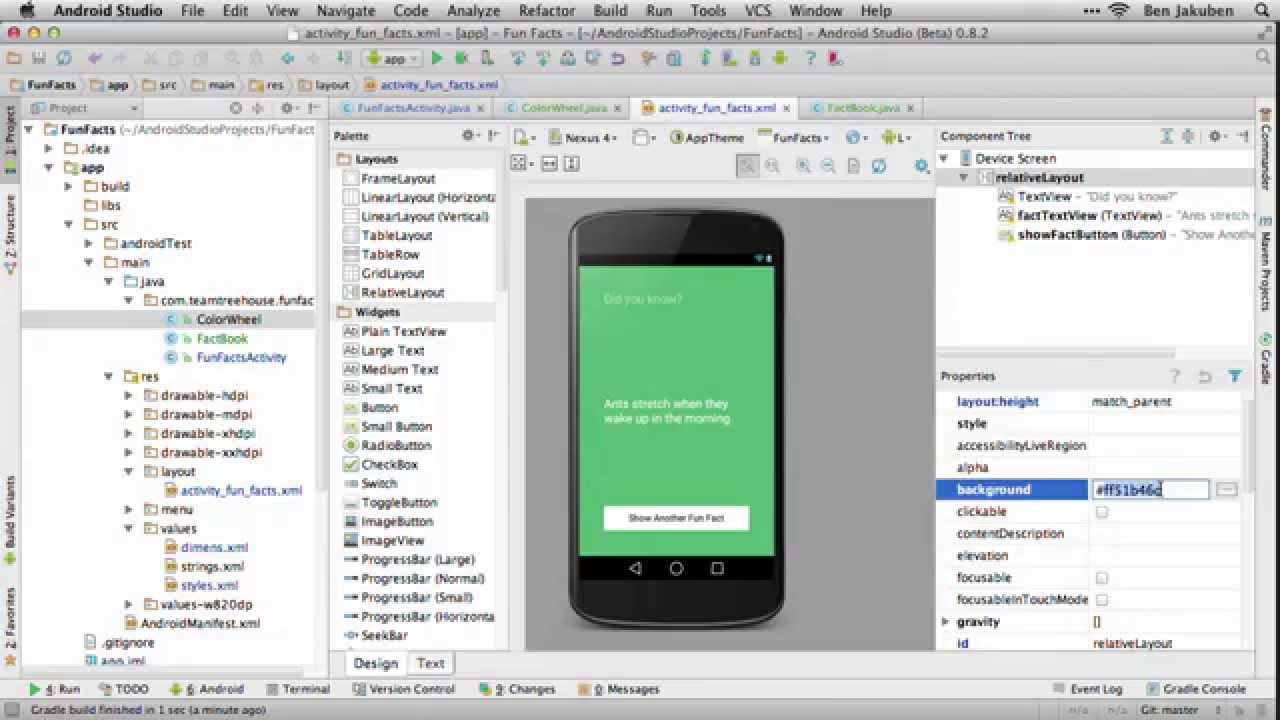 Android Studio File Edit View Navigate Code Analyze Refactor Build Run Tools VCS Window Help Ben Jakuben
activity_fun_facts.xml – [app] – Fun Facts – [~/AndroidStudioProjects/FunFacts] – Android Studio (Beta) 0.8.2
app
FunFacts app src main res layout activity_fun_facts.xml
Project
FunFactsActivity.java ColorWheel.java activity_fun_facts.xml FactBook.java
1: Project
Z: Structure
Build Variants
2: Favorites
FunFacts (~/AndroidStudioProjects/FunFact
.idea
app
build
libs
src
androidTest
main
java
com.teamtreehouse.funfac
ColorWheel
FactBook
FunFactsActivity
res
drawable-hdpi
drawable-mdpi
drawable-xhdpi
drawable-xxhdpi
layout
activity_fun_facts.xml
menu
values
dimens.xml
strings.xml
styles.xml
values-w820dp
AndroidManifest.xml
.gitignore
app.iml
Palette
Layouts
FrameLayout
LinearLayout (Horizonta
LinearLayout (Vertical)
TableLayout
TableRow
GridLayout
RelativeLayout
Widgets
Plain TextView
Large Text
Medium Text
Small Text
Button
Small Button
RadioButton
CheckBox
Switch
ToggleButton
ImageButton
ImageView
ProgressBar (Large)
ProgressBar (Normal)
ProgressBar (Small)
ProgressBar (Horizonta
SeekBar
Design Text
Nexus 4 AppTheme FunFacts L
Did you know?
Ants stretch when they
wake up in the morning.
Show Another Fun Fact
Component Tree
Device Screen
relativeLayout
TextView – "Did you know?"
factTextView (TextView) – "Ants stretch
showFactButton (Button) – "Show Anothe
Properties
?
layout:height match_parent
style
accessibilityLiveRegion
alpha
background #ff51b46d
clickable
contentDescription
elevation
focusable
focusableInTouchMode
gravity []
id relativeLayout
Commander
m Maven Projects
Gradle
4: Run TODO 6: Android Terminal Version Control 9: Changes 0: Messages Event Log Gradle Console
Gradle build finished in 1 sec (a minute ago) n/a n/a Git: master